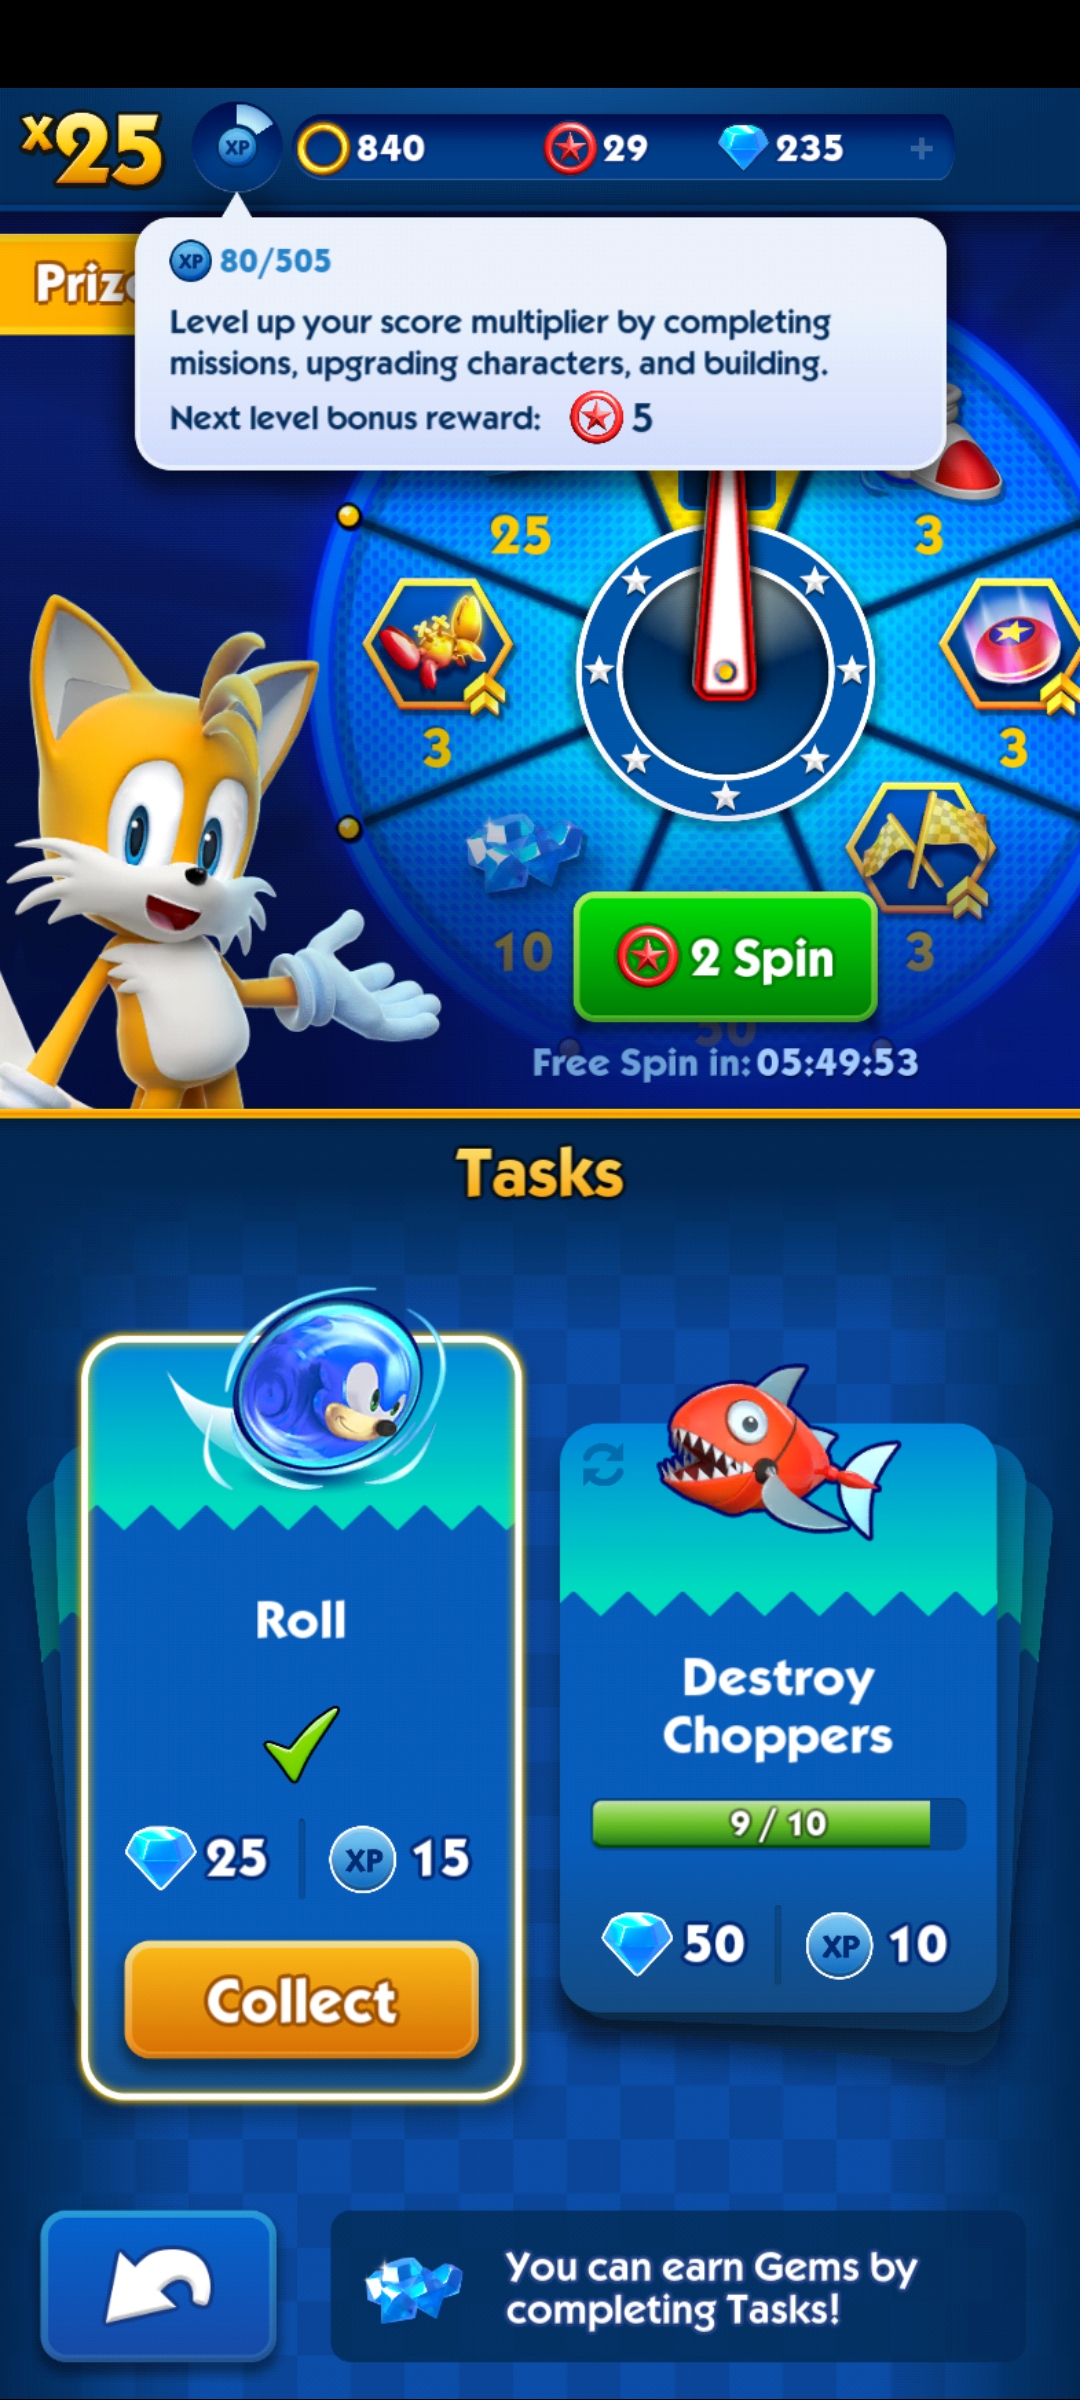 x25
XP
840
29
235
+
Priz
XP 80/505
Level up your score multiplier by completing
missions, upgrading characters, and building.
Next level bonus reward: 5
25
3
3
3
10
2 Spin
3
50
Free Spin in: 05:49:53
Tasks
Roll
25
XP 15
Collect
Destroy
Choppers
9 / 10
50
XP 10
You can earn Gems by
completing Tasks!